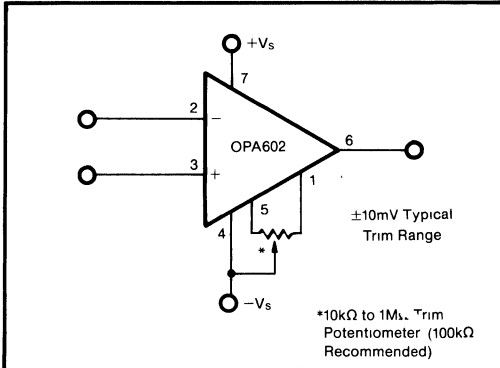 +Vs
7
2
−
OPA602
6
3
+
1
5
4
*
±10mV Typical
Trim Range
−Vs
*10kΩ to Trim
Potentiometer (100kΩ
Recommended)